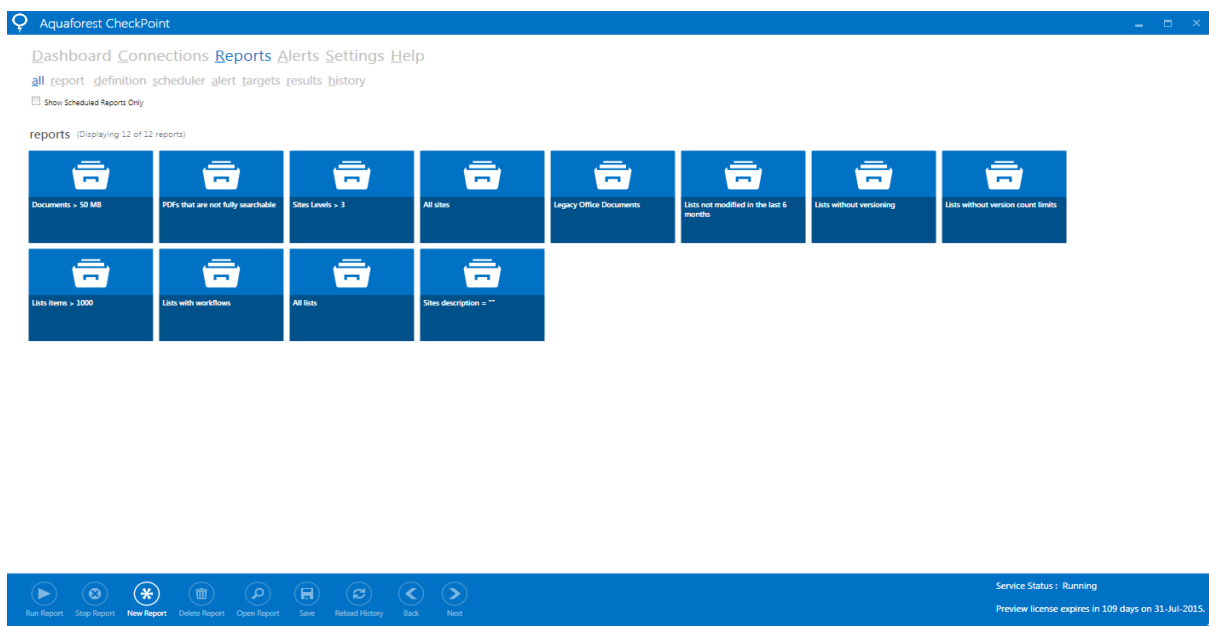 Aquaforest CheckPoint
Dashboard Connections Reports Alerts Settings Help
all report definition scheduler alert targets results history
Show Scheduled Reports Only
reports (Displaying 12 of 12 reports)
Documents > 50 MB
PDFs that are not fully searchable
Sites Levels > 3
All sites
Legacy Office Documents
Lists not modified in the last 6
months
Lists without versioning
Lists without version count limits
Lists items > 1000
Lists with workflows
All lists
Sites description = ""
Run Report Stop Report New Report Delete Report Open Report Save Reload History Back Next
Service Status : Running
Preview license expires in 109 days on 31-Jul-2015.